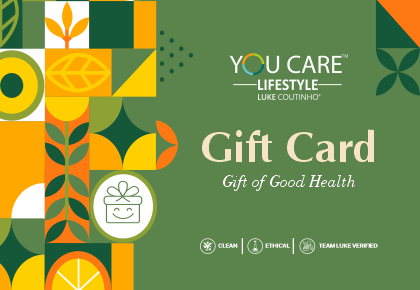 YOU CARE™
LIFESTYLE
LUKE COUTINHO®
Gift Card
Gift of Good Health
CLEAN | ETHICAL | TEAM LUKE VERIFIED